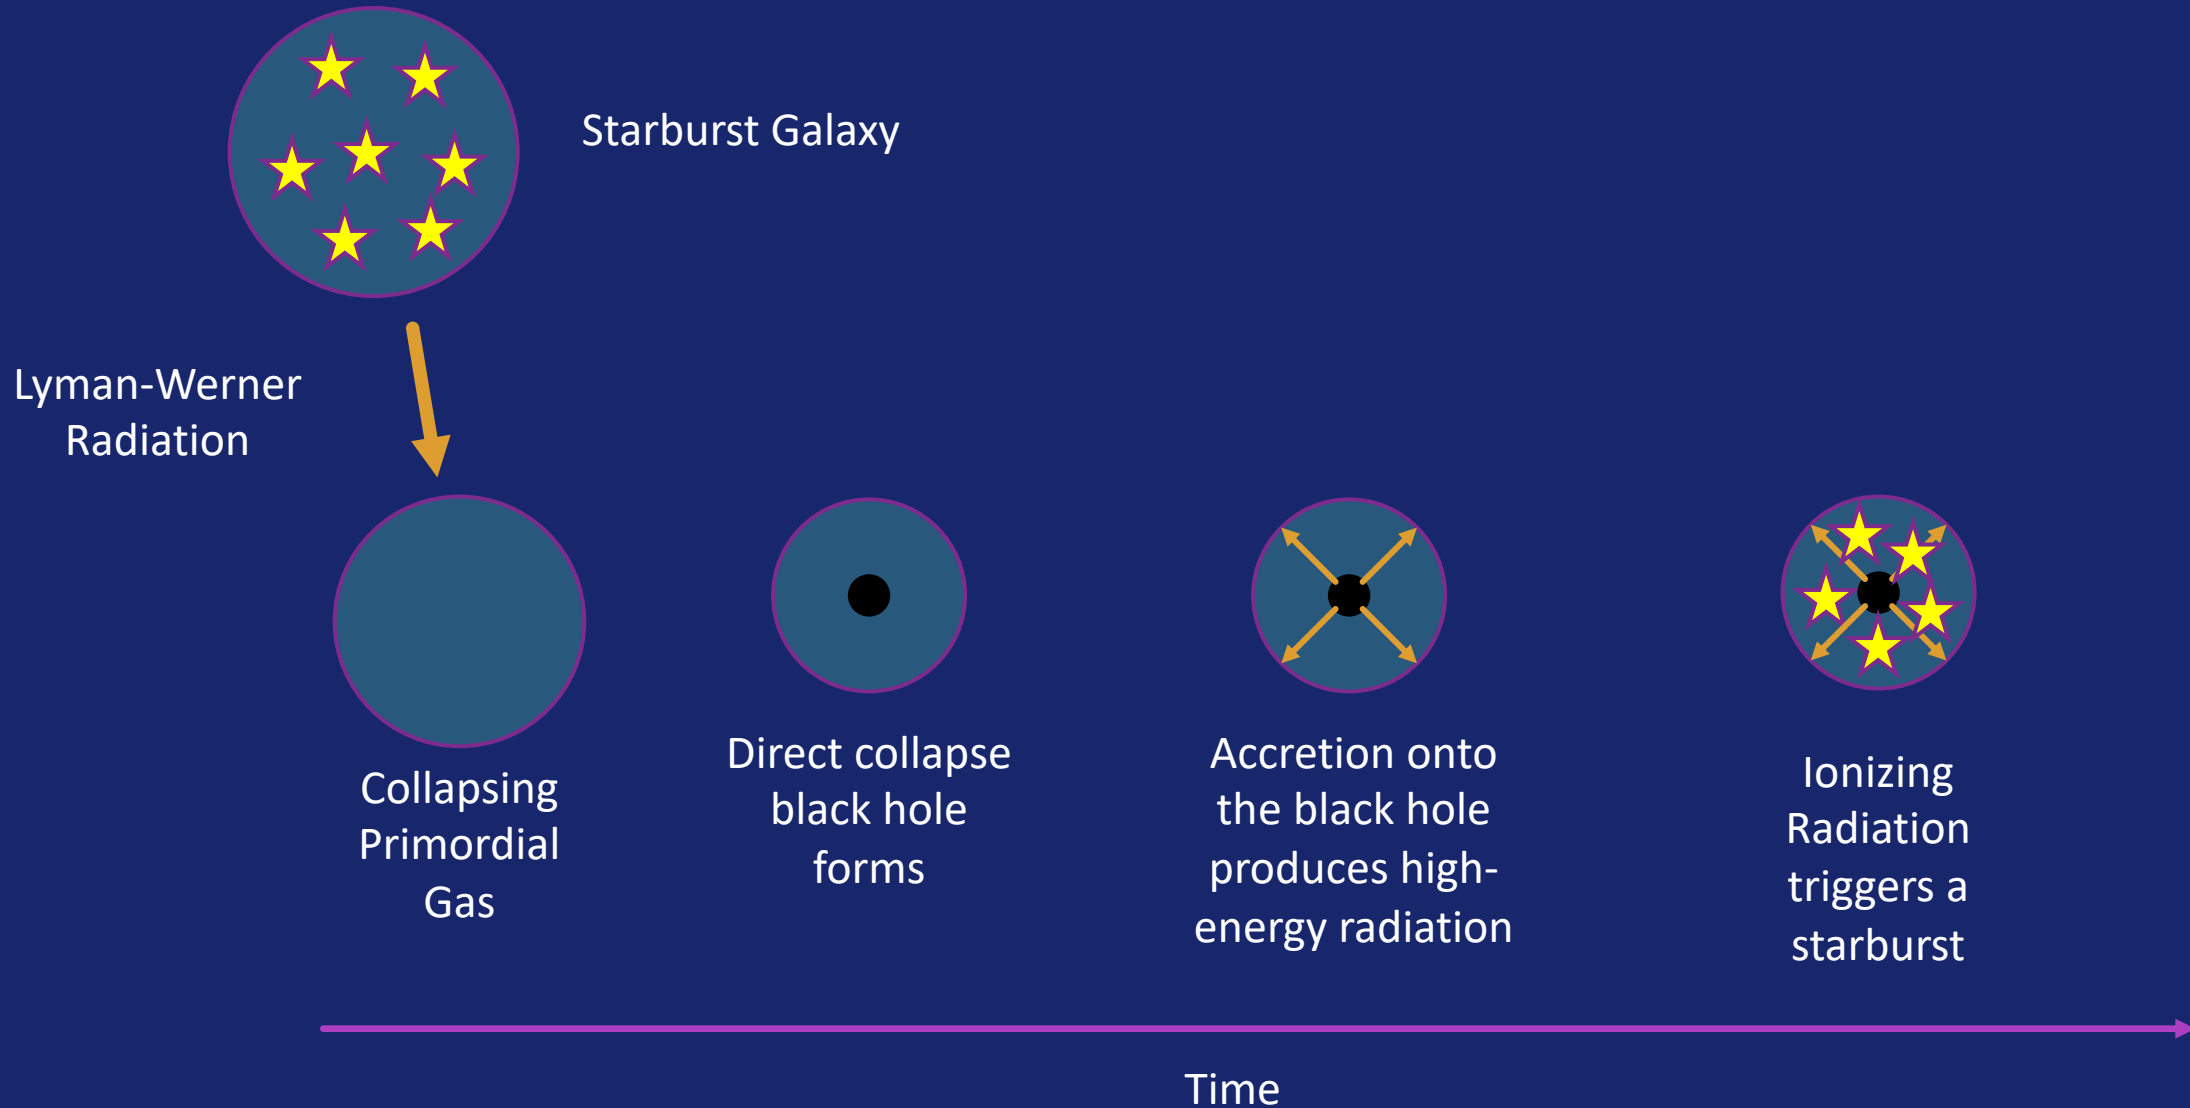 Starburst Galaxy
Lyman-Werner
Radiation
Collapsing
Primordial
Gas
Direct collapse
black hole
forms
Accretion onto
the black hole
produces high-
energy radiation
Ionizing
Radiation
triggers a
starburst
Time